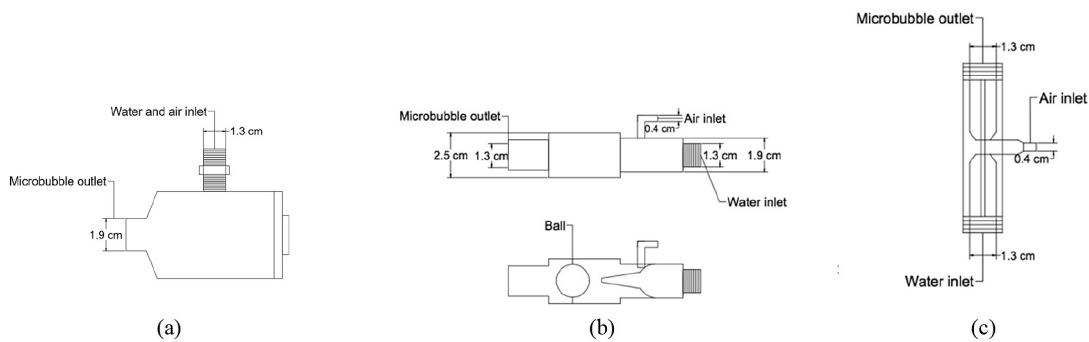 Water and air inlet
1.3 cm
Microbubble outlet
1.9 cm
(a)
Microbubble outlet
Air inlet
0.4 cm
2.5 cm
1.3 cm
1.3 cm
1.9 cm
Water inlet
Ball
(b)
Microbubble outlet
1.3 cm
Air inlet
0.4 cm
1.3 cm
Water inlet
:
(c)